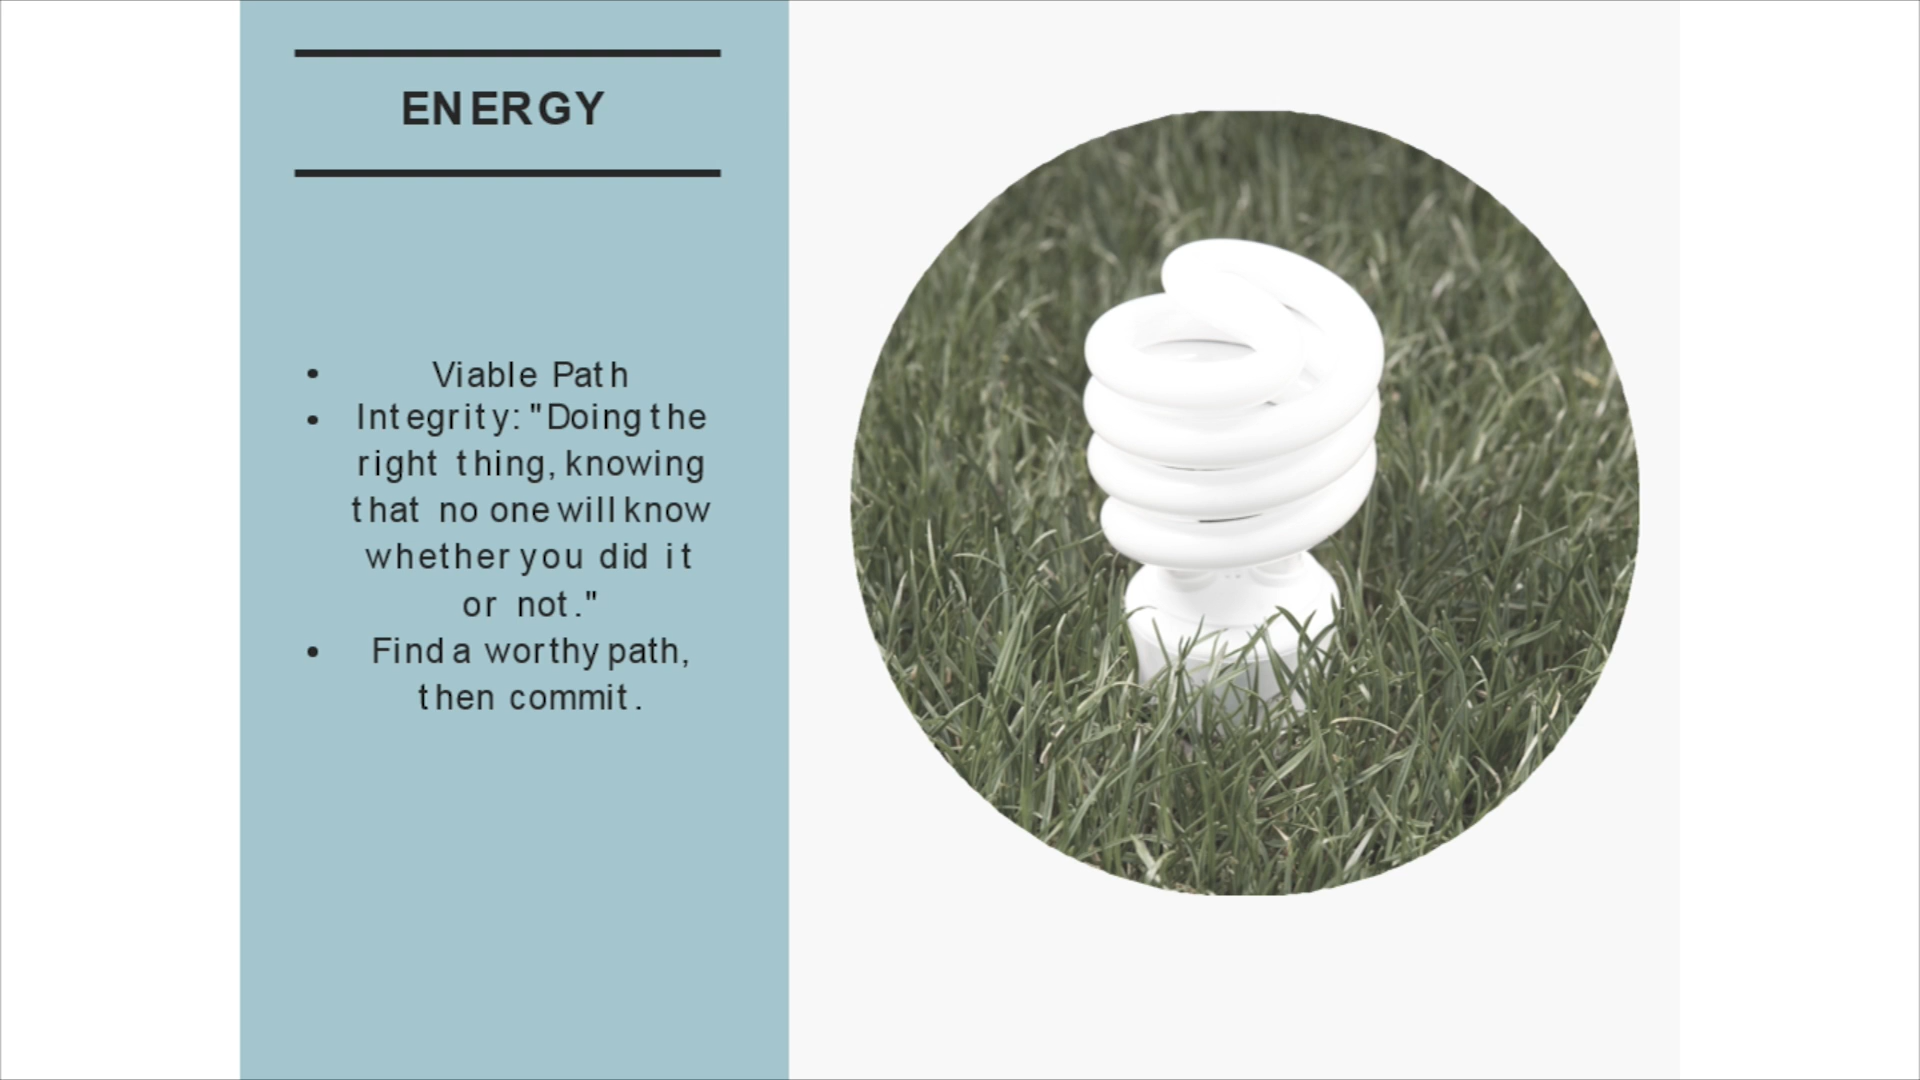 ENERGY
• Viable Path
• Integrity: "Doing the
right thing, knowing
that no one will know
whether you did it
or not."
• Find a worthy path,
then commit.